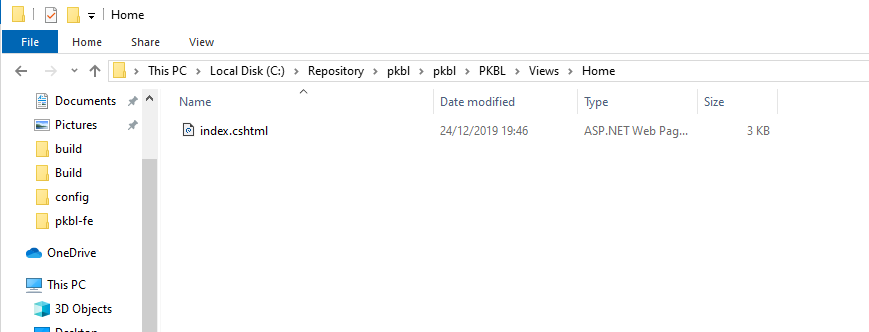 Home
File Home Share View
This PC Local Disk (C:) Repository pkbl pkbl PKBL Views Home
Documents
Pictures
build
Build
config
pkbl-fe
OneDrive
This PC
3D Objects
Desktop
Name Date modified Type Size
index.cshtml 24/12/2019 19:46 ASP.NET Web Pag... 3 KB